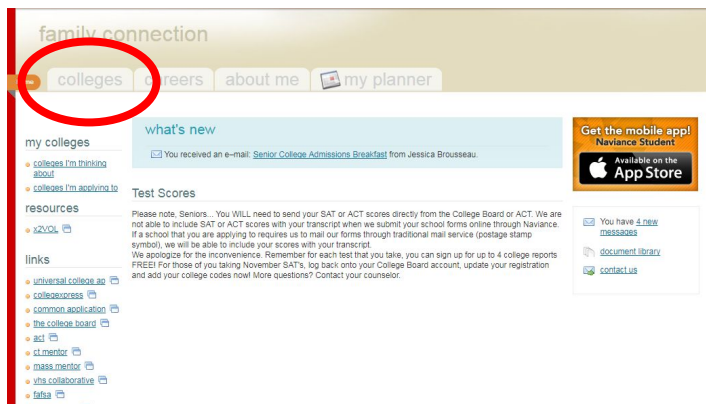 family connection
colleges
careers
about me
my planner
my colleges
colleges I'm thinking
about
colleges I'm applying to
resources
x2VOL
links
universal college ap
collegexpress
common application
the college board
act
ct mentor
mass mentor
vhs collaborative
fafsa
what's new
You received an e-mail: Senior College Admissions Breakfast from Jessica Brousseau.
Test Scores
Please note, Seniors... You WILL need to send your SAT or ACT scores directly from the College Board or ACT. We are
not able to include SAT or ACT scores with your transcript when we submit your school forms online through Naviance.
If a school that you are applying to requires us to mail our forms through traditional mail service (postage stamp
symbol), we will be able to include your scores with your transcript.
We apologize for the inconvenience. Remember for each test that you take, you can sign up for up to 4 college reports
FREE! For those of you taking November SAT's, log back onto your College Board account, update your registration
and add your college codes now! More questions? Contact your counselor.
Get the mobile app!
Naviance Student
Available on the
App Store
You have 4 new
messages
document library
contact us